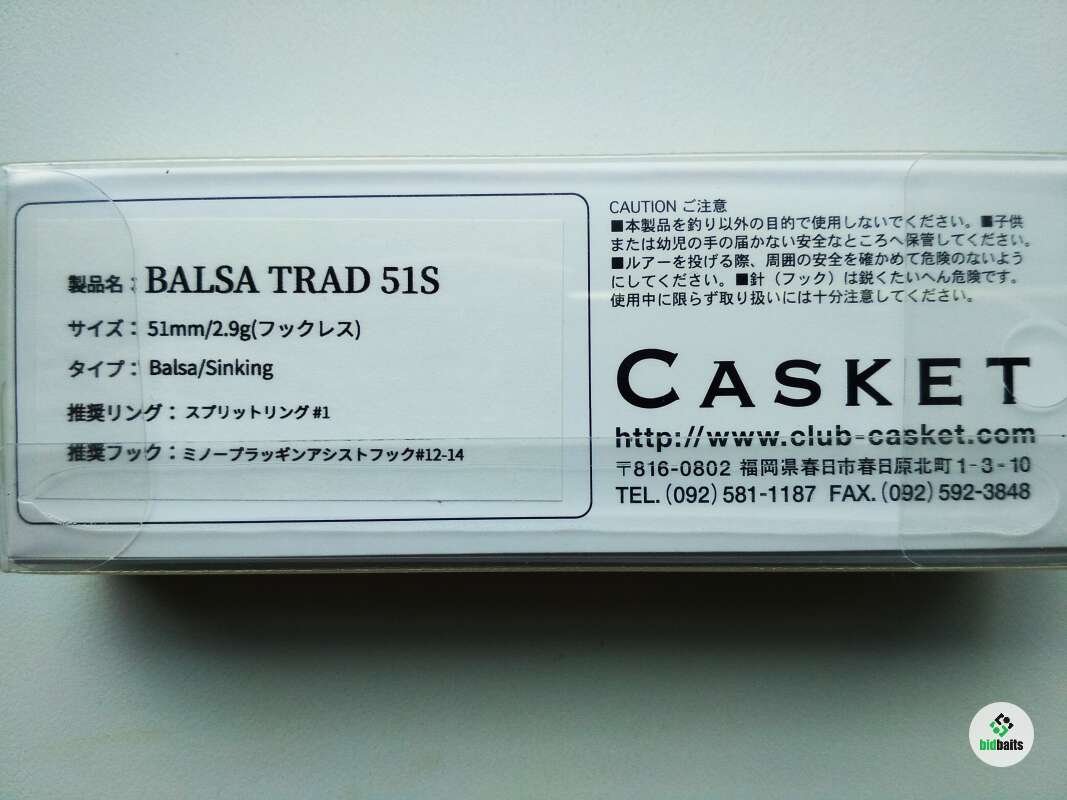 製品名: BALSA TRAD 51S
サイズ: 51mm/2.9g(フックレス)
タイプ: Balsa/Sinking
推奨リング: スプリットリング #1
推奨フック: ミノープラッギンアシストフック#12-14
CAUTION ご注意
■本製品を釣り以外の目的で使用しないでください。■子供
または幼児の手の届かない安全なところへ保管してください。
■ルアーを投げる際、周囲の安全を確かめて危険のないよう
にしてください。■針（フック）は鋭くたいへん危険です。
使用中に限らず取り扱いには十分注意してください。
CASKET
http://www.club-casket.com
〒816-0802 福岡県春日市春日原北町1-3-10
TEL.(092)581-1187 FAX.(092)592-3848
bidbaits